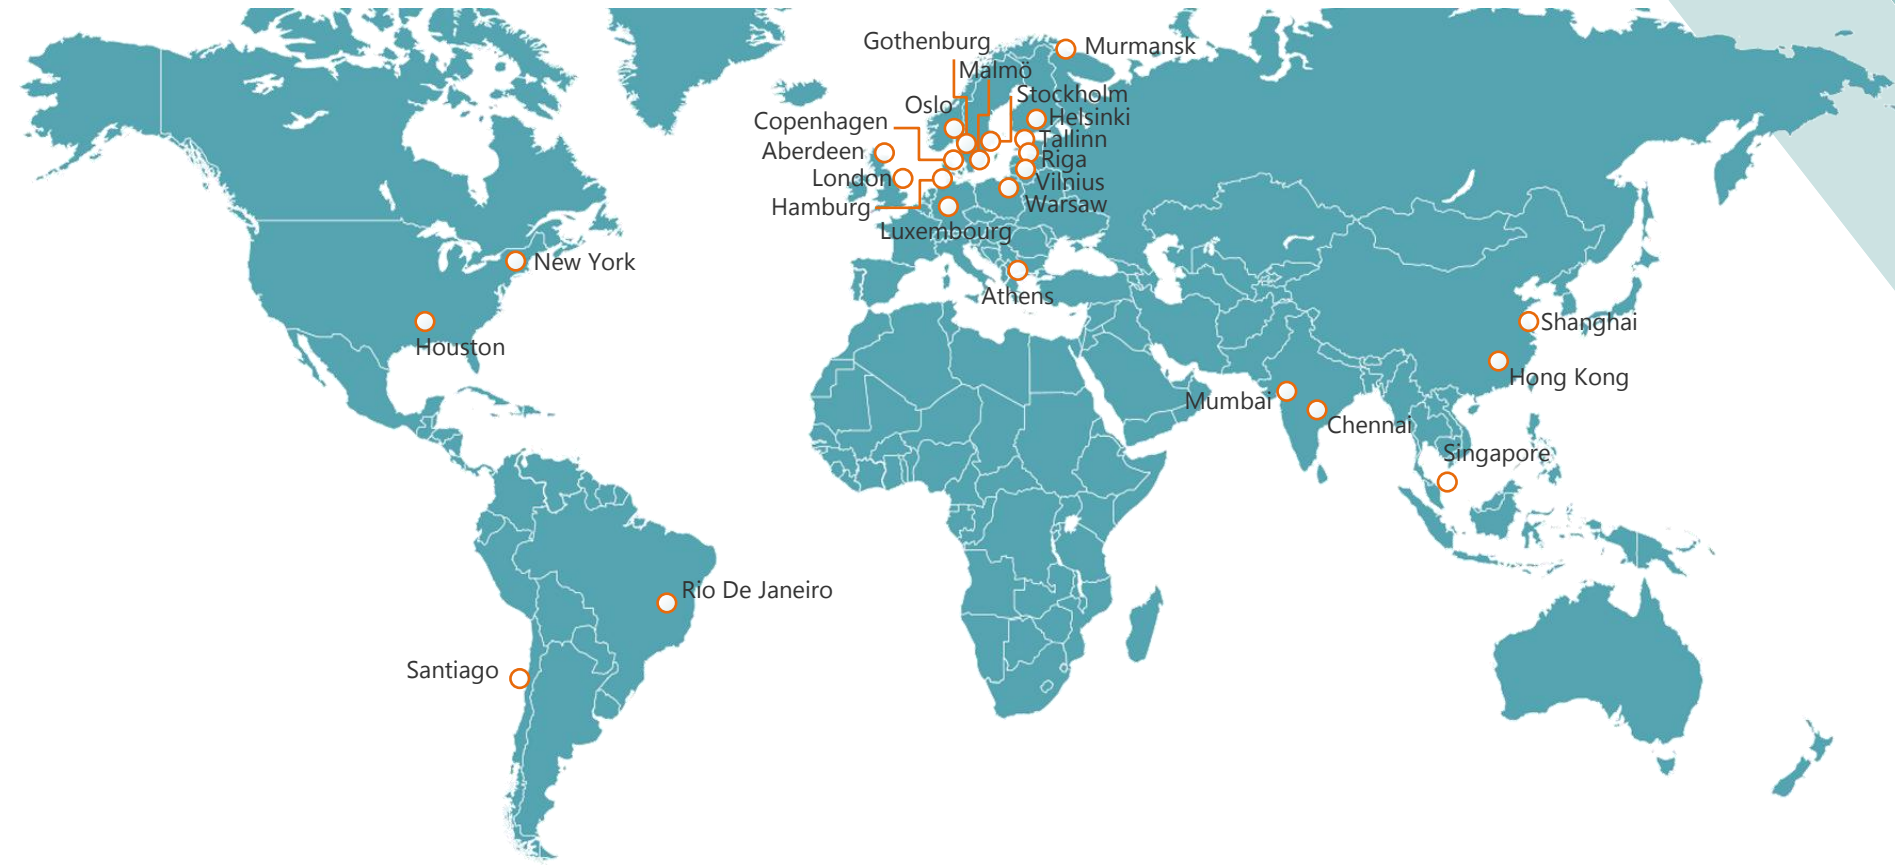 Gothenburg
Murmansk
Malmö
Stockholm
Oslo
Helsinki
Copenhagen
Tallinn
Aberdeen
Riga
London
Vilnius
Hamburg
Warsaw
Luxembourg
New York
Athens
Houston
Shanghai
Hong Kong
Mumbai
Chennai
Singapore
Rio De Janeiro
Santiago